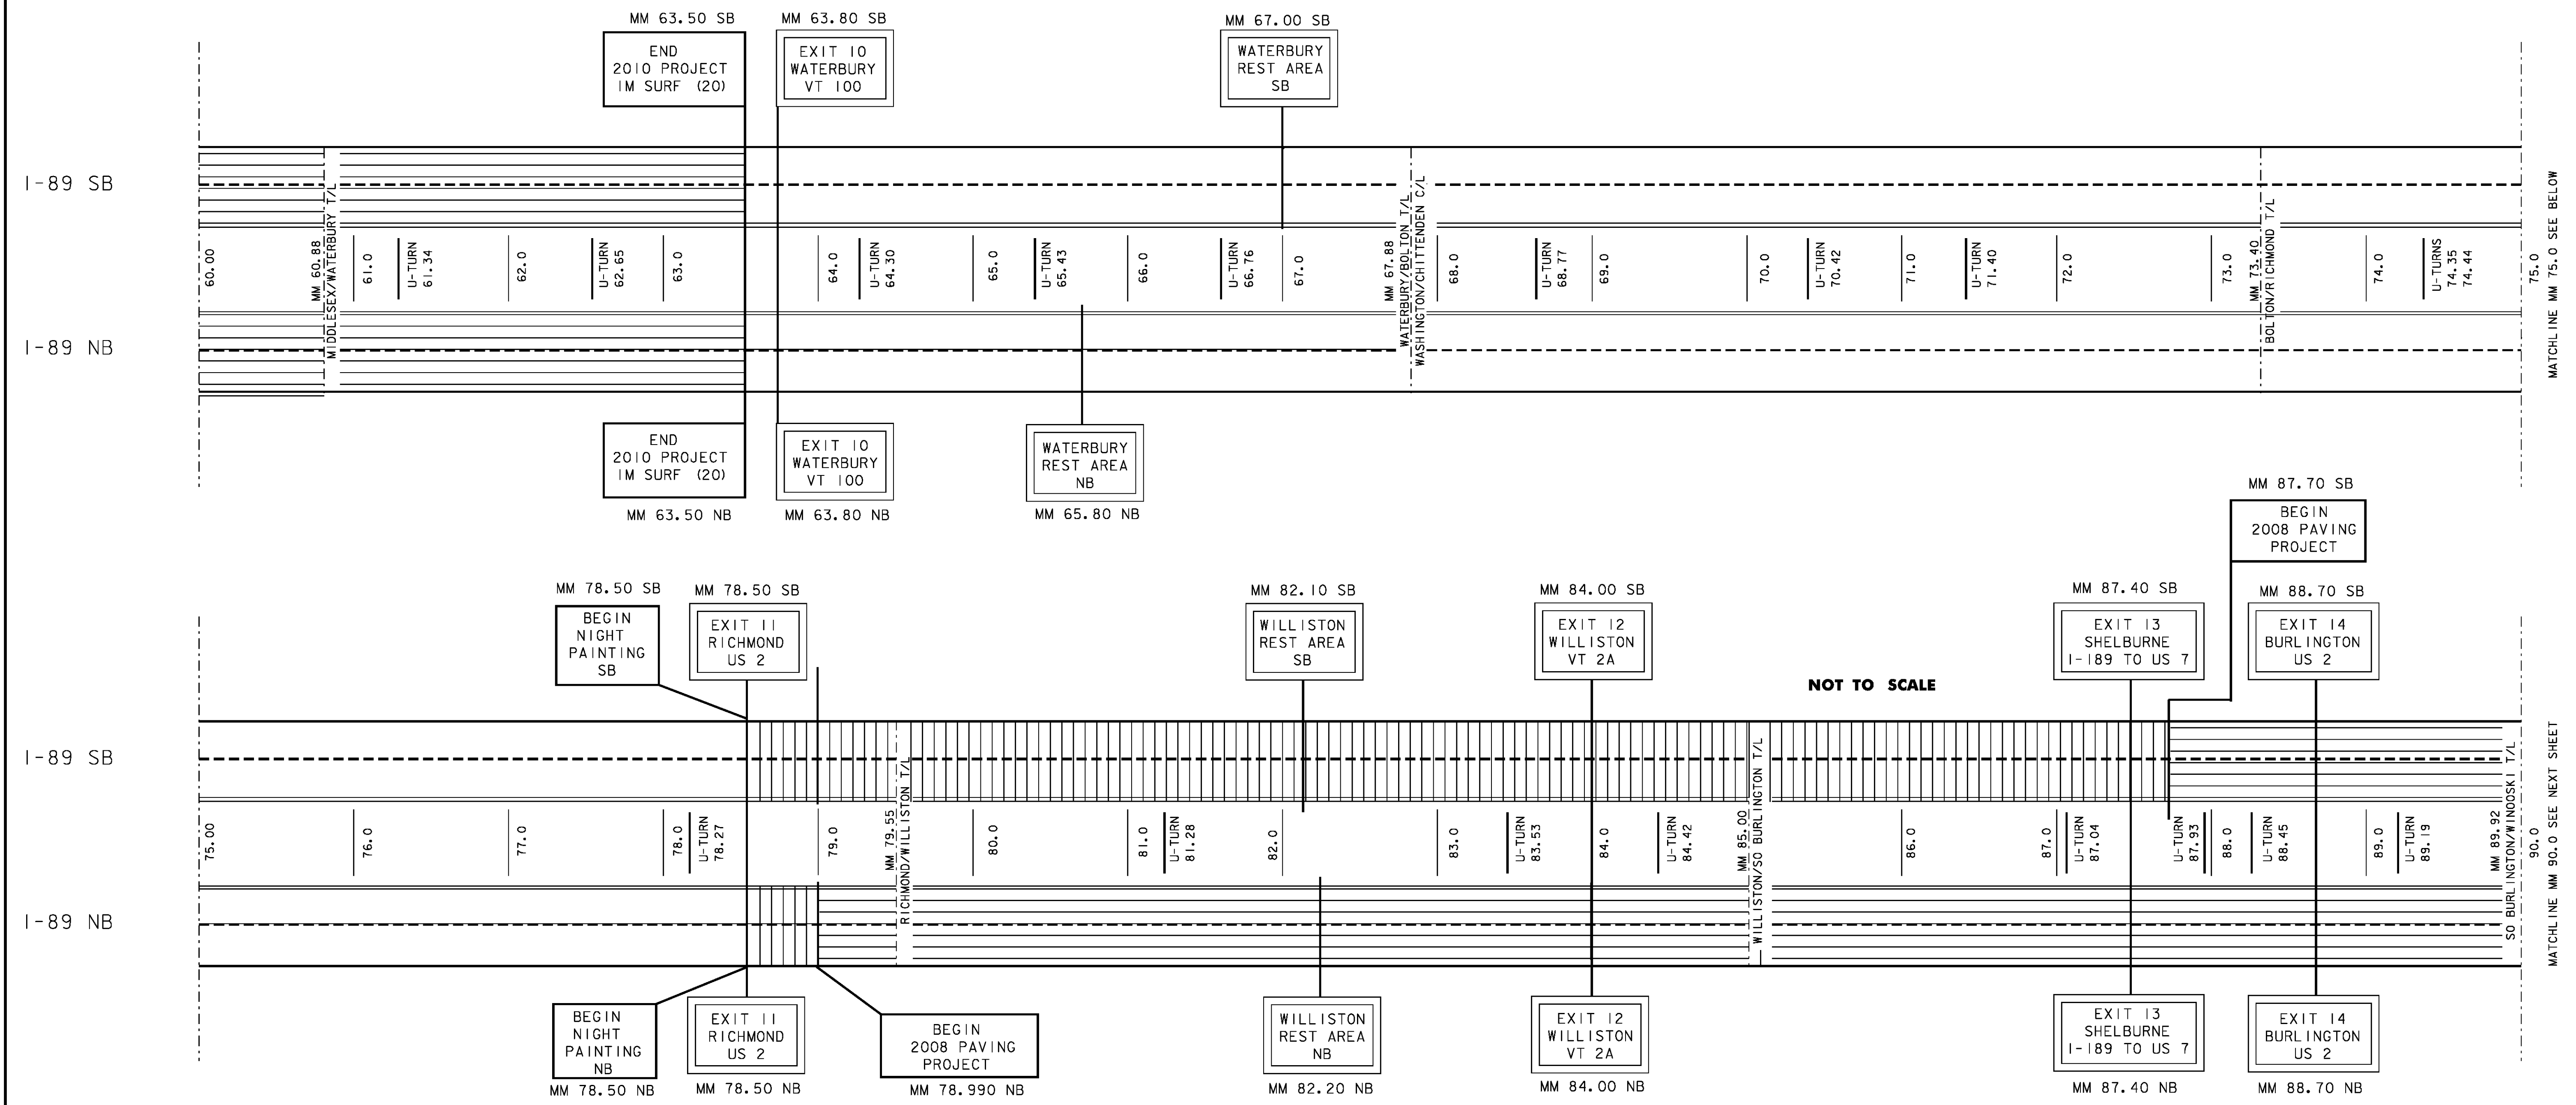 MM 63.50 SB
MM 63.80 SB
MM 67.00 SB
END
2010 PROJECT
IM SURF (20)
EXIT 10
WATERBURY
VT 100
WATERBURY
REST AREA
SB
I-89 SB
60.00
MM 60.88
MIDDLESEX/WATERBURY T/L
61.0
U-TURN
61.34
62.0
U-TURN
62.65
63.0
64.0
U-TURN
64.30
65.0
U-TURN
65.43
66.0
U-TURN
66.76
67.0
MM 67.88
WATERBURY/BOLTON T/L
WASHINGTON/CHITTENDEN C/L
68.0
U-TURN
68.77
69.0
70.0
U-TURN
70.42
71.0
U-TURN
71.40
72.0
73.0
MM 73.40
BOLTON/RICHMOND T/L
74.0
U-TURNS
74.35
74.44
75.0
MATCHLINE MM 75.0 SEE BELOW
I-89 NB
END
2010 PROJECT
IM SURF (20)
EXIT 10
WATERBURY
VT 100
WATERBURY
REST AREA
NB
MM 63.50 NB
MM 63.80 NB
MM 65.80 NB
MM 87.70 SB
BEGIN
2008 PAVING
PROJECT
MM 78.50 SB
MM 78.50 SB
MM 82.10 SB
MM 84.00 SB
MM 87.40 SB
MM 88.70 SB
BEGIN
NIGHT
PAINTING
SB
EXIT 11
RICHMOND
US 2
WILLISTON
REST AREA
SB
EXIT 12
WILLISTON
VT 2A
EXIT 13
SHELBURNE
I-189 TO US 7
EXIT 14
BURLINGTON
US 2
NOT TO SCALE
I-89 SB
75.00
76.0
77.0
78.0
U-TURN
78.27
79.0
MM 79.55
RICHMOND/WILLISTON T/L
80.0
81.0
U-TURN
81.28
82.0
83.0
U-TURN
83.53
84.0
U-TURN
84.42
MM 85.00
WILLISTON/SO BURLINGTON T/L
86.0
87.0
U-TURN
87.04
U-TURN
87.93
88.0
U-TURN
88.45
89.0
U-TURN
89.19
MM 89.92
SO BURLINGTON/WINOOSKI T/L
90.0
MATCHLINE MM 90.0 SEE NEXT SHEET
I-89 NB
BEGIN
NIGHT
PAINTING
NB
EXIT 11
RICHMOND
US 2
BEGIN
2008 PAVING
PROJECT
WILLISTON
REST AREA
NB
EXIT 12
WILLISTON
VT 2A
EXIT 13
SHELBURNE
I-189 TO US 7
EXIT 14
BURLINGTON
US 2
MM 78.50 NB
MM 78.50 NB
MM 78.990 NB
MM 82.20 NB
MM 84.00 NB
MM 87.40 NB
MM 88.70 NB